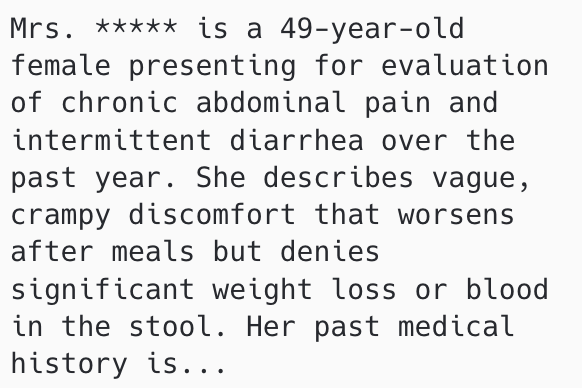 Mrs. ***** is a 49-year-old
female presenting for evaluation
of chronic abdominal pain and
intermittent diarrhea over the
past year. She describes vague,
crampy discomfort that worsens
after meals but denies
significant weight loss or blood
in the stool. Her past medical
history is...